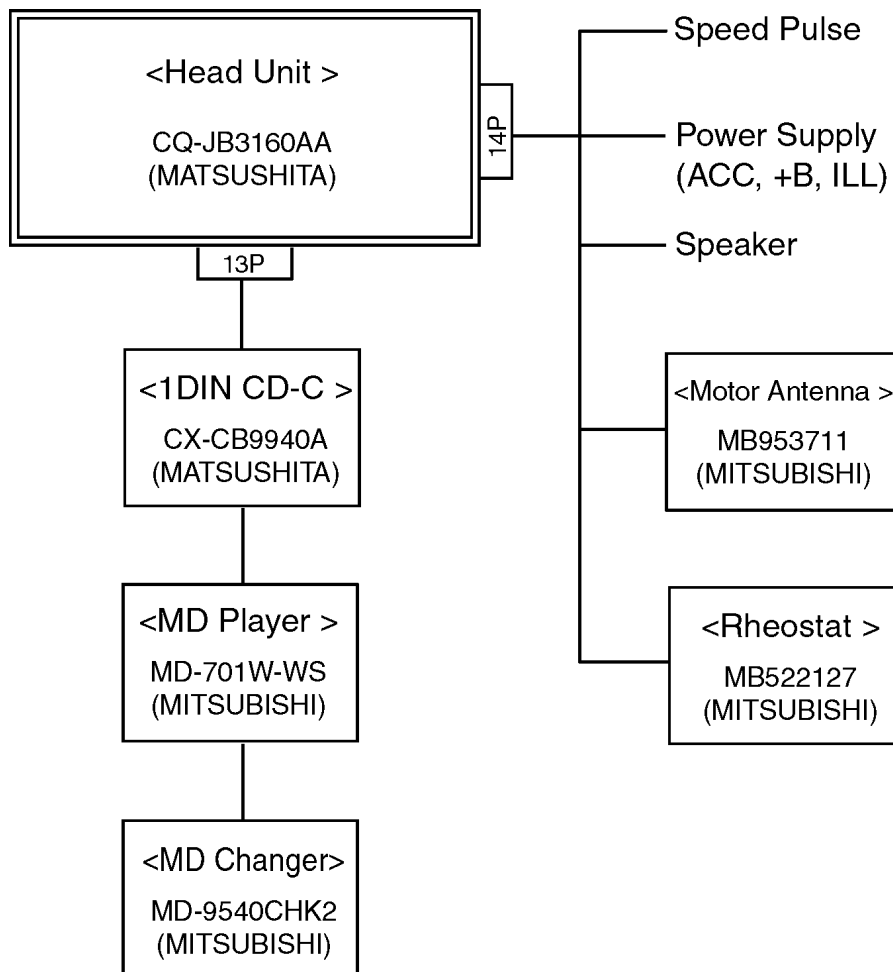 <Head Unit >
CQ-JB3160AA
(MATSUSHITA)
14P
13P
Speed Pulse
Power Supply
(ACC, +B, ILL)
Speaker
<1DIN CD-C >
CX-CB9940A
(MATSUSHITA)
<MD Player >
MD-701W-WS
(MITSUBISHI)
<MD Changer>
MD-9540CHK2
(MITSUBISHI)
<Motor Antenna >
MB953711
(MITSUBISHI)
<Rheostat >
MB522127
(MITSUBISHI)